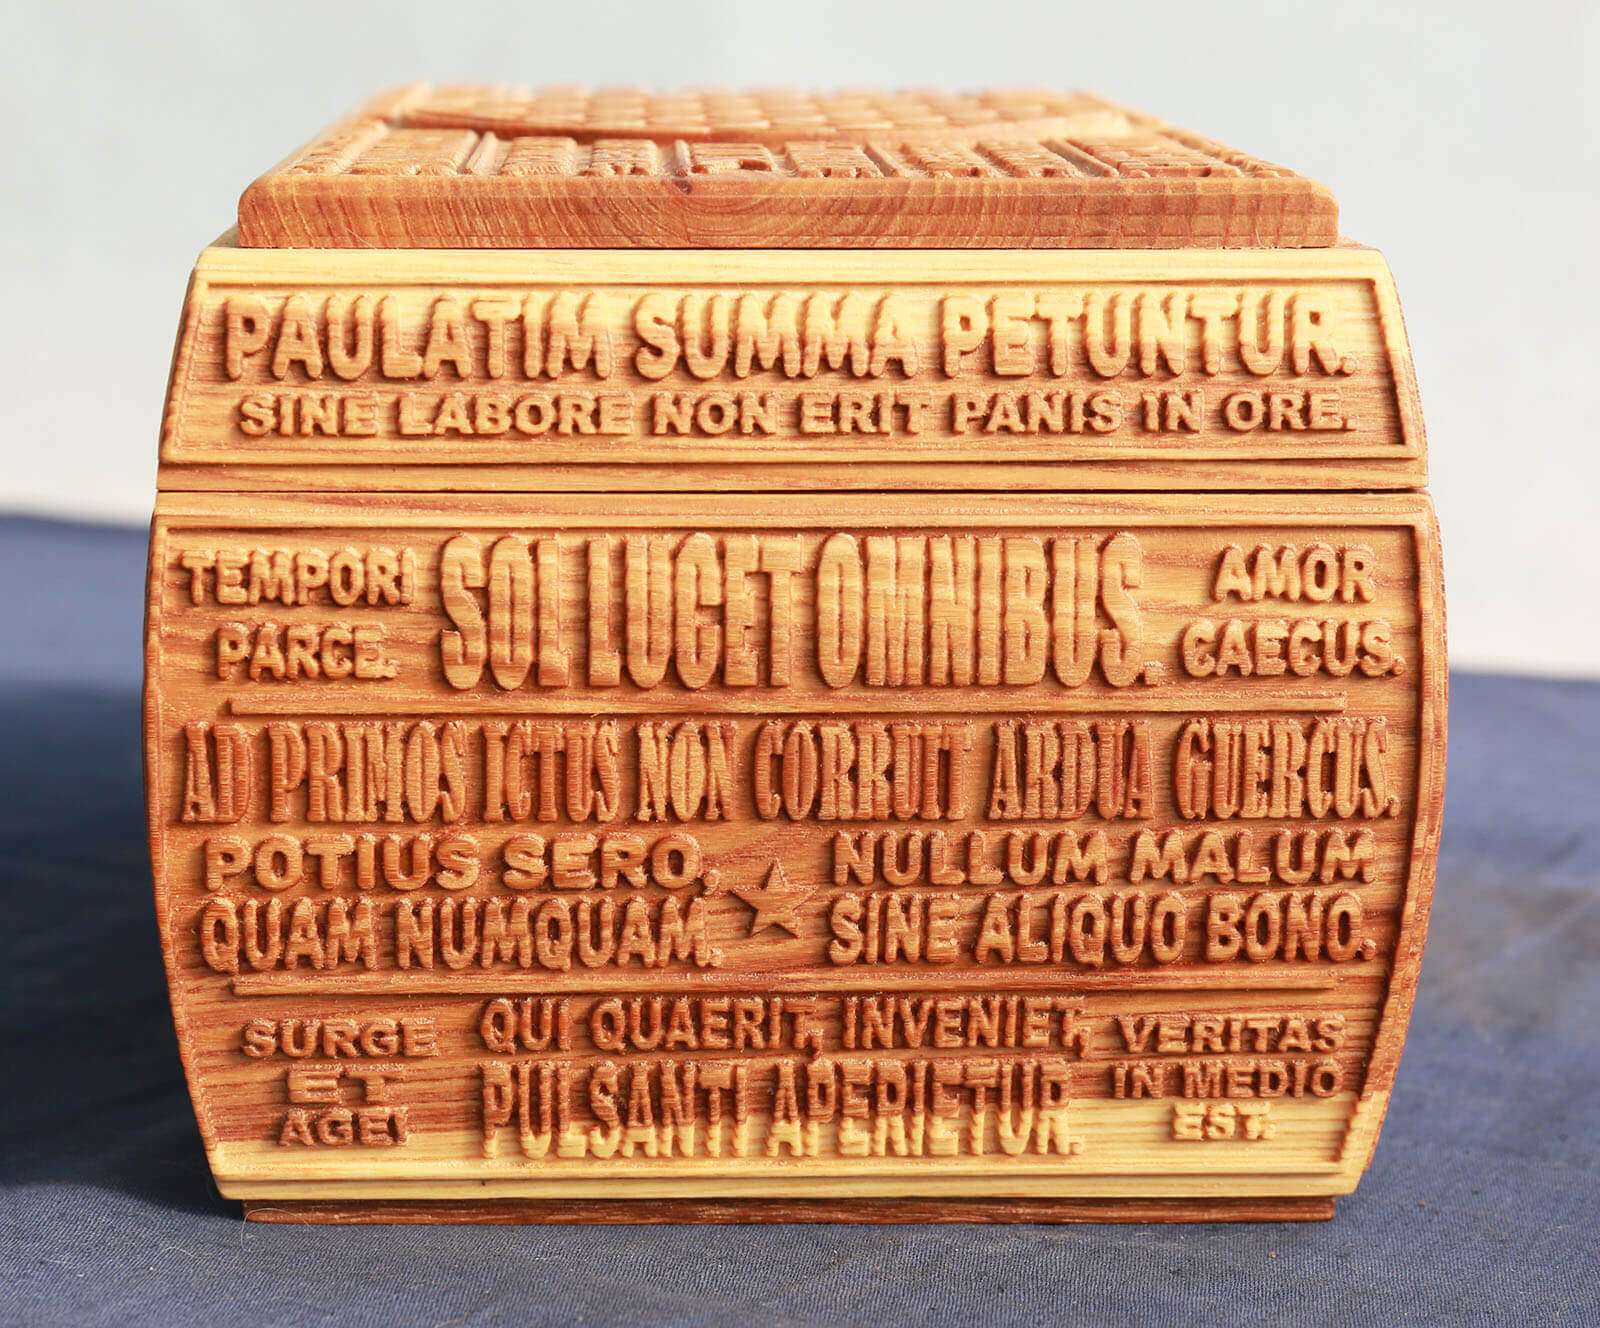 PAULATIM SUMMA PETUNTUR.
SINE LABORE NON ERIT PANIS IN ORE.
TEMPORI
PARCE.
SOL LUCET OMNIBUS.
AMOR
CAECUS.
AD PRIMOS ICTUS NON CORRUIT ARDUA GUERCUS.
POTIUS SERO,
QUAM NUMQUAM.
NULLUM MALUM
SINE ALIQUO BONO.
SURGE
ET
AGE!
QUI QUAERIT, INVENIET,
PULSANTI APERIETUR.
VERITAS
IN MEDIO
EST.